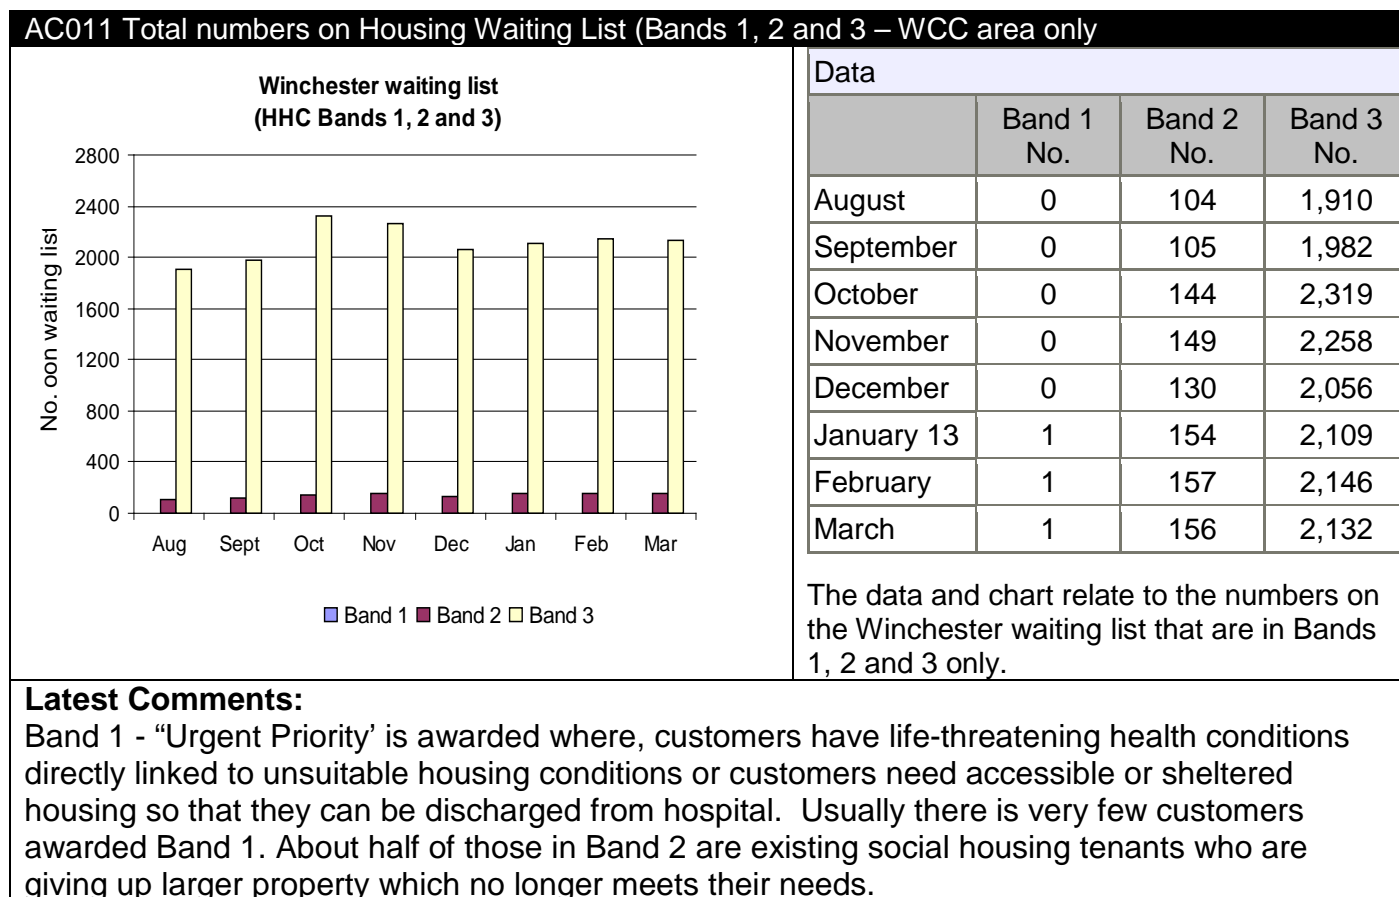 AC011 Total numbers on Housing Waiting List (Bands 1, 2 and 3 – WCC area only
Winchester waiting list
(HHC Bands 1, 2 and 3)
No. oon waiting list
2800
2400
2000
1600
1200
800
400
0
Aug Sept Oct Nov Dec Jan Feb Mar
Band 1 Band 2 Band 3
Data
Band 1 No. Band 2 No. Band 3 No.
August 0 104 1,910
September 0 105 1,982
October 0 144 2,319
November 0 149 2,258
December 0 130 2,056
January 13 1 154 2,109
February 1 157 2,146
March 1 156 2,132
The data and chart relate to the numbers on
the Winchester waiting list that are in Bands
1, 2 and 3 only.
Latest Comments:
Band 1 - “Urgent Priority’ is awarded where, customers have life-threatening health conditions
directly linked to unsuitable housing conditions or customers need accessible or sheltered
housing so that they can be discharged from hospital.  Usually there is very few customers
awarded Band 1. About half of those in Band 2 are existing social housing tenants who are
giving up larger property which no longer meets their needs.